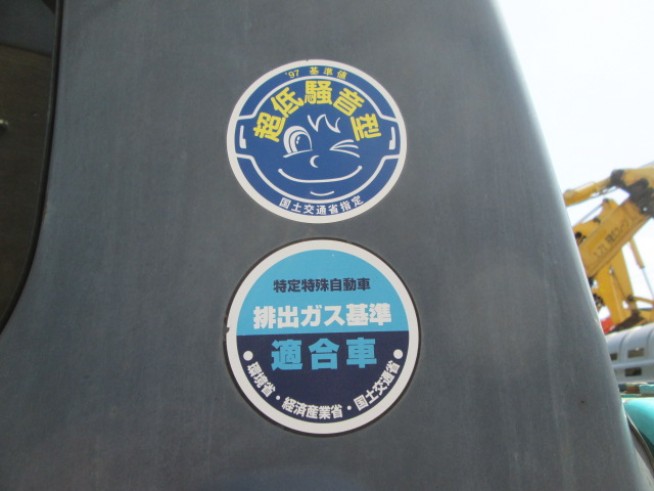 '97 基準値
超低騒音型
国土交通省指定
特定特殊自動車
排出ガス基準
適合車
●環境省・経済産業省・国土交通省●